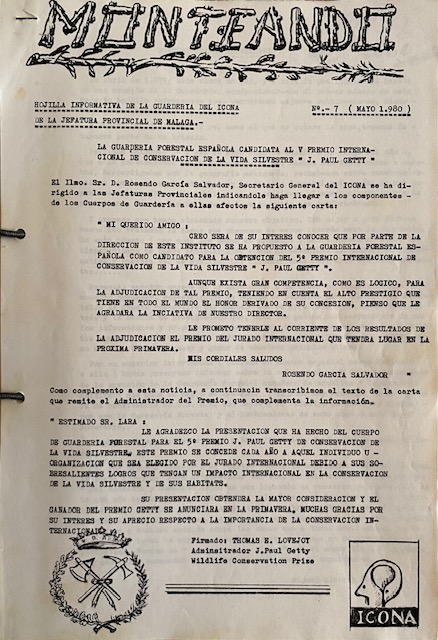 MONTEANDO
HOJILLA INFORMATIVA DE LA GUARDERIA DEL ICONA
Nº.- 7 ( MAYO 1.980 )
DE LA JEFATURA PROVINCIAL DE MALAGA.-
LA GUARDERIA FORESTAL ESPAÑOLA CANDIDATA AL V PREMIO INTERNA-
CIONAL DE CONSERVACION DE LA VIDA SILVESTRE " J. PAUL GETTY "
El Ilmo. Sr. D. Rosendo García Salvador, Secretario General del ICONA se ha di-
rigido a las Jefaturas Provinciales indicandole haga llegar a los componentes -
de los Cuerpos de Guardería a ellas afectos la siguiente carta:
" MI QUERIDO AMIGO :
CREO SERA DE SU INTERES CONOCER QUE POR PARTE DE LA
DIRECCION DE ESTE INSTITUTO SE HA PROPUESTO A LA GUARDERIA FORESTAL ES-
PAÑOLA COMO CANDIDATO PARA LA OBTENCION DEL 5º PREMIO INTERNACIONAL DE
CONSERVACION DE LA VIDA SILVESTRE " J. PAUL GETTY ".
AUNQUE EXISTA GRAN COMPETENCIA, COMO ES LOGICO, PARA
LA ADJUDICACION DE TAL PREMIO, TENIENDO EN CUENTA EL ALTO PRESTIGIO QUE
TIENE EN TODO EL MUNDO EL HONOR DERIVADO DE SU CONCESION, PIENSO QUE LE
AGRADARA LA INCIATIVA DE NUESTRO DIRECTOR.
LE PROMETO TENERLE AL CORRIENTE DE LOS RESULTADOS DE
LA ADJUDICACION EL PREMIO DEL JURADO INTERNACIONAL QUE TENDRA LUGAR EN LA
PROXIMA PRIMAVERA.
MIS CORDIALES SALUDOS
ROSENDO GARCIA SALVADOR "
Como complemento a esta noticia, a continuacin transcribimos el texto de la carta
que remite el Administrador del Premio, que complementa la información.
" ESTIMADO SR. LARA :
LE AGRADEZCO LA PRESENTACION QUE HA HECHO DEL CUERPO
DE GUARDERIA FORESTAL PARA EL 5º PREMIO J. PAUL GETTY DE CONSERVACION DE
LA VIDA SILVESTRE. ESTE PREMIO SE CONCEDE CADA AÑO A AQUEL INDIVIDUO U -
ORGANIZACION QUE SEA ELEGIDO POR EL JURADO INTERNACIONAL DEBIDO A SUS SO-
BRESALIENTES LOGROS QUE TENGAN UN IMPACTO INTERNACIONAL EN LA CONSERVACION
DE LA VIDA SILVESTRE Y DE SUS HABITATS.
SU PRESENTACION OBTENDRA LA MAYOR CONSIDERACION Y EL
GANADOR DEL PREMIO GETTY SE ANUNCIARA EN LA PRIMAVERA. MUCHAS GRACIAS POR
SU INTERES Y SU APRECIO RESPECTO A LA IMPORTANCIA DE LA CONSERVACION IN-
TERNACIONAL
Firmado: THOMAS E. LOVEJOY
Adminsitrador J.Paul Getty
Wildlife Conservation Prize
ICONA